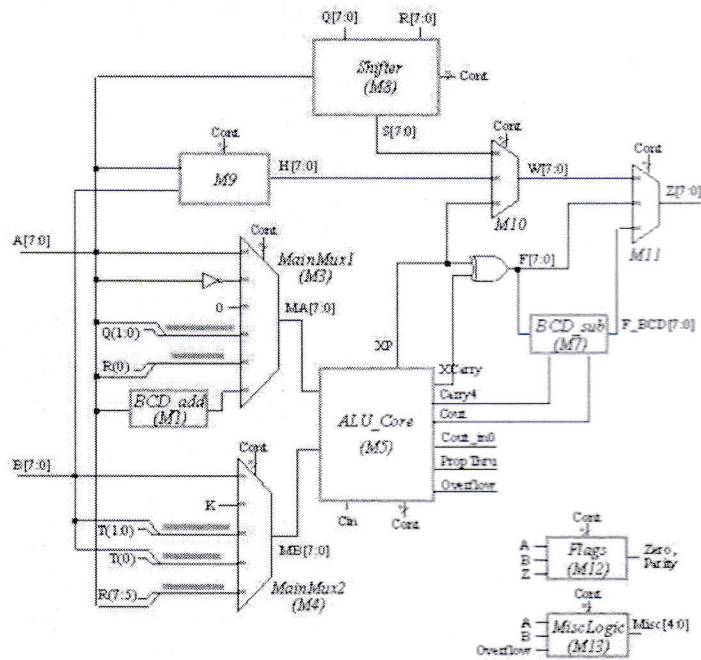 Q[7:0] R[7:0]
Shifter
(M8)
Cont.
S[7:0]
Cont.
M9
H[7:0]
Cont.
M10
W[7:0]
Cont.
Z[7:0]
M11
A[7:0]
Cont.
MainMux1
(M3)
0
MA[7:0]
Q(1:0)
R(0)
BCD_add
(M1)
F[7:0]
BCD_sub
(M7)
F_BCD[7:0]
XP
XCarry
Carry4
Cout
Cout_in0
PropThru
Overflow
ALU_Core
(M5)
Cin
Cont.
B[7:0]
Cont.
K
T(1:0)
T(0)
R(7:5)
MB[7:0]
MainMux2
(M4)
Cont.
A
B
Z
Flags
(M12)
Zero,
Parity
Cont.
A
B
Overflow
MiscLogic
(M13)
Misc[4:0]